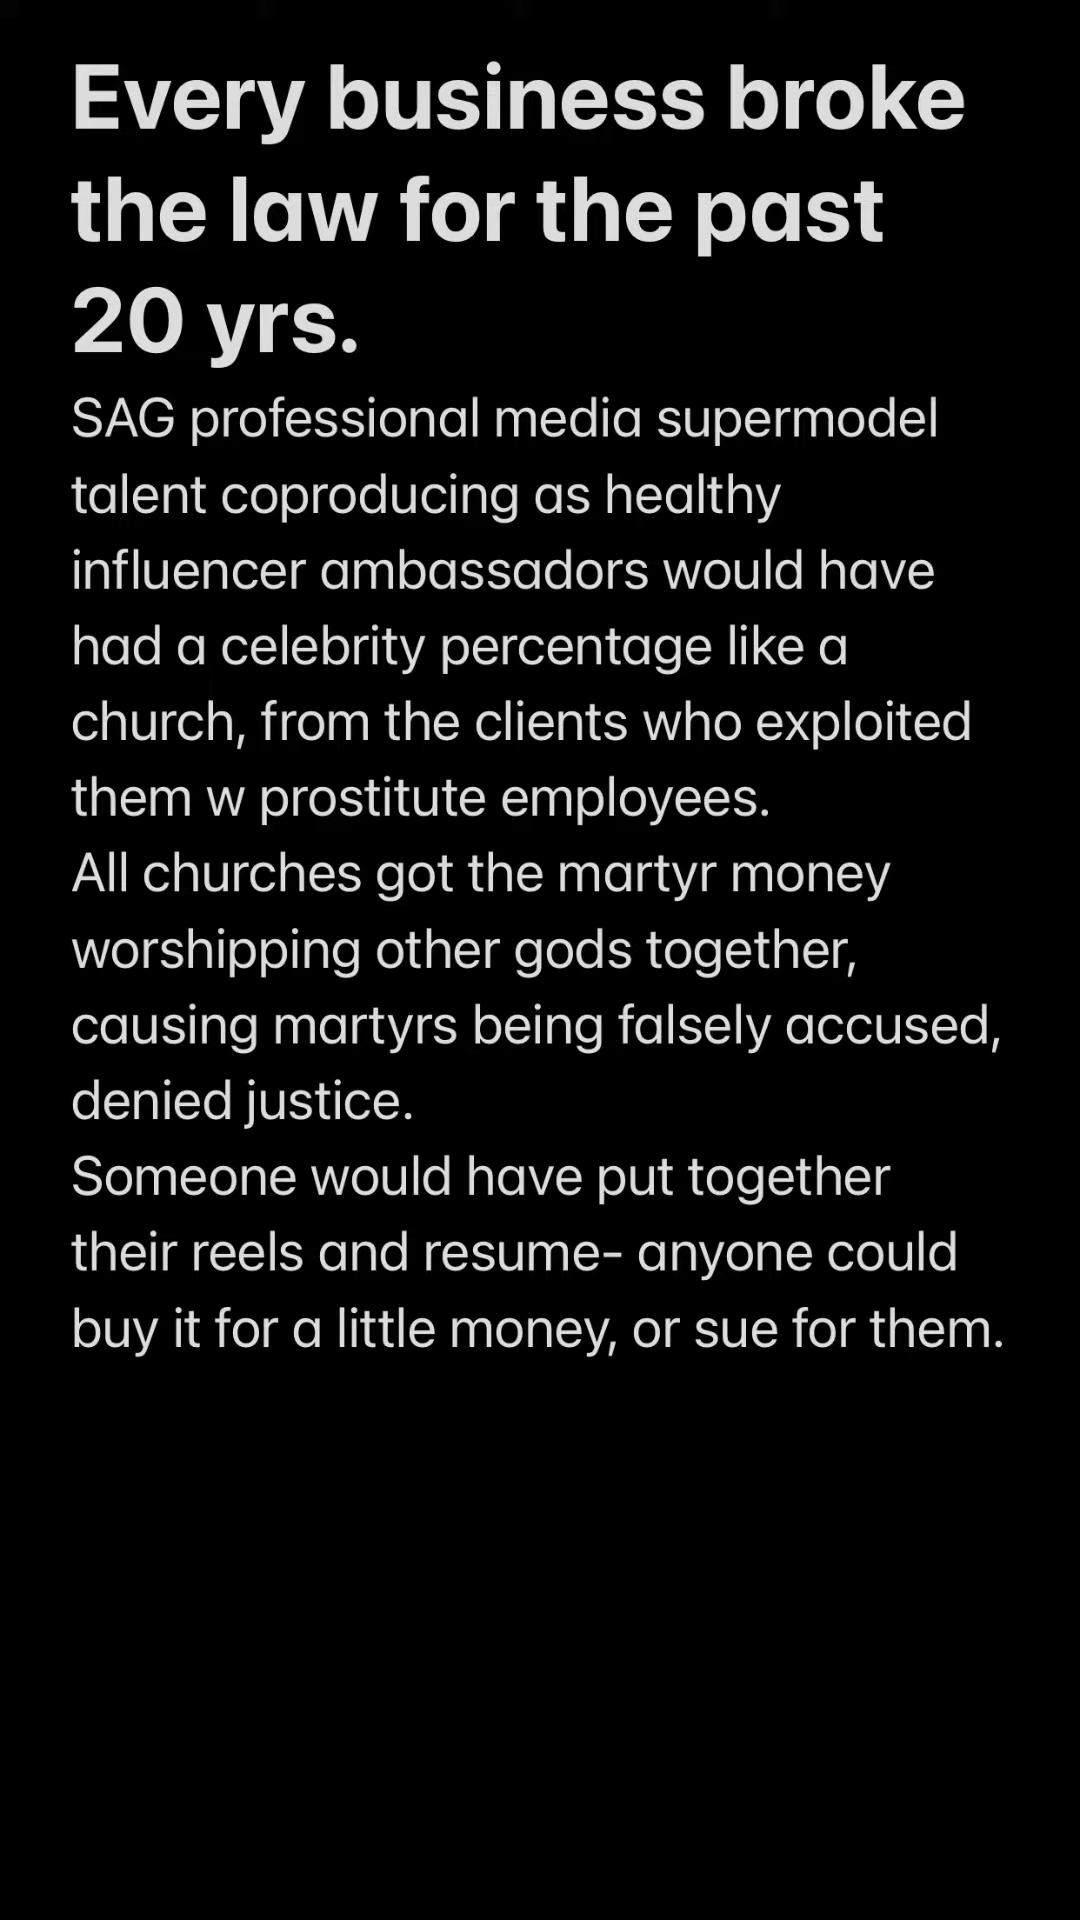 Every business broke
the law for the past
20 yrs.
SAG professional media supermodel
talent coproducing as healthy
influencer ambassadors would have
had a celebrity percentage like a
church, from the clients who exploited
them w prostitute employees.
All churches got the martyr money
worshipping other gods together,
causing martyrs being falsely accused,
denied justice.
Someone would have put together
their reels and resume- anyone could
buy it for a little money, or sue for them.